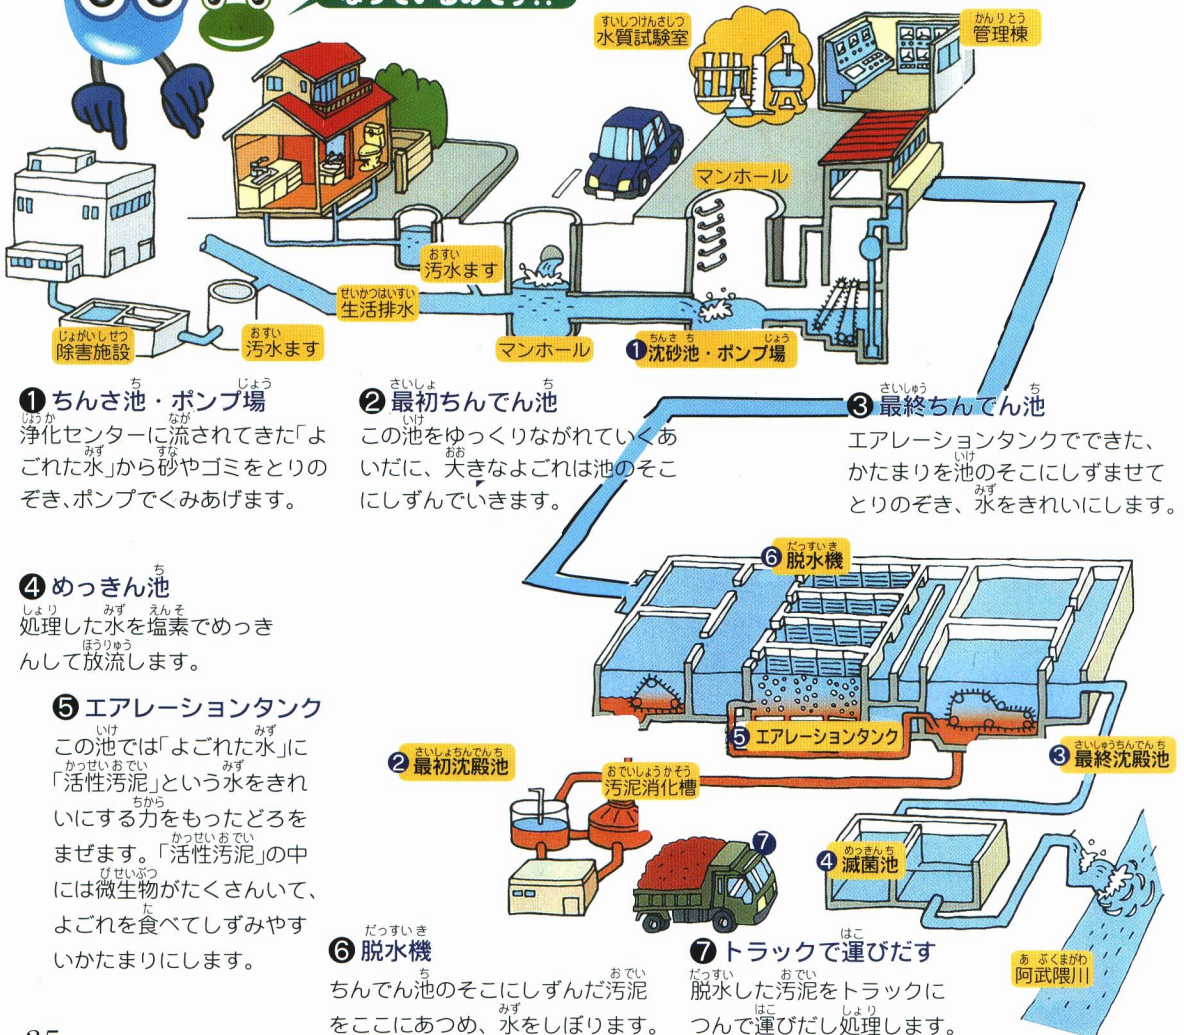 水質試験室
管理棟
マンホール
汚水ます
生活排水
除害施設
汚水ます
マンホール
❶沈砂池・ポンプ場
❶ちんさ池・ポンプ場
浄化センターに流されてきた「よ
ごれた水」から砂やゴミをとりの
ぞき、ポンプでくみあげます。
❷最初ちんでん池
この池をゆっくりながれていくあ
いだに、大きなよごれは池のそこ
にしずんでいきます。
❸最終ちんでん池
エアレーションタンクでできた、
かたまりを池のそこにしずませて
とりのぞき、水をきれいにします。
❹めっきん池
処理した水を塩素でめっき
んして放流します。
❺エアレーションタンク
この池では「よごれた水」に
「活性汚泥」という水をきれ
いにする力をもったどろを
まぜます。「活性汚泥」の中
には微生物がたくさんいて、
よごれを食べてしずみやす
いかたまりにします。
❻脱水機
❺エアレーションタンク
❷最初沈殿池
汚泥消化槽
❸最終沈殿池
❹滅菌池
❼
阿武隈川
❻脱水機
ちんでん池のそこにしずんだ汚泥
をここにあつめ、水をしぼります。
❼トラックで運びだす
脱水した汚泥をトラックに
つんで運びだし処理します。